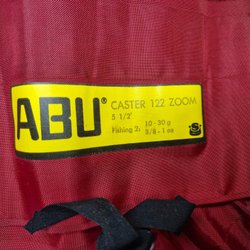 ABU® CASTER 122 ZOOM
5 1/2'
10 - 30 g
Fishing 2: 3/8 - 1 oz